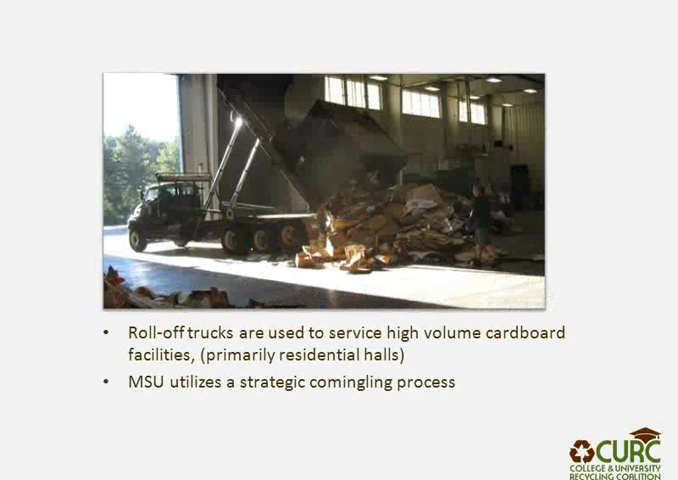 • Roll-off trucks are used to service high volume cardboard
facilities, (primarily residential halls)
• MSU utilizes a strategic comingling process
CURC
COLLEGE & UNIVERSITY
RECYCLING COALITION